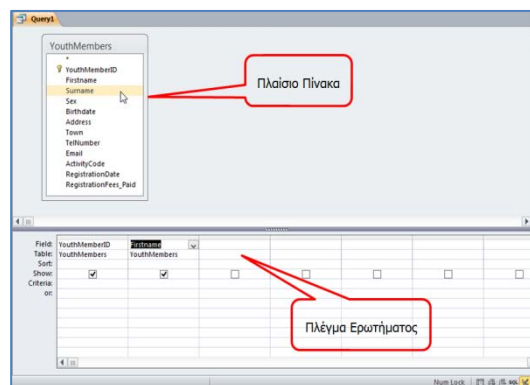 Query1
YouthMembers
*
YouthMemberID
Firstname
Surname
Sex
Birthdate
Address
Town
TelNumber
Email
ActivityCode
RegistrationDate
RegistrationFees_Paid
Πλαίσιο Πίνακα
Field: YouthMemberID Firstname
Table: YouthMembers YouthMembers
Sort:
Show:
Criteria:
or:
Πλέγμα Ερωτήματος
Num Lock